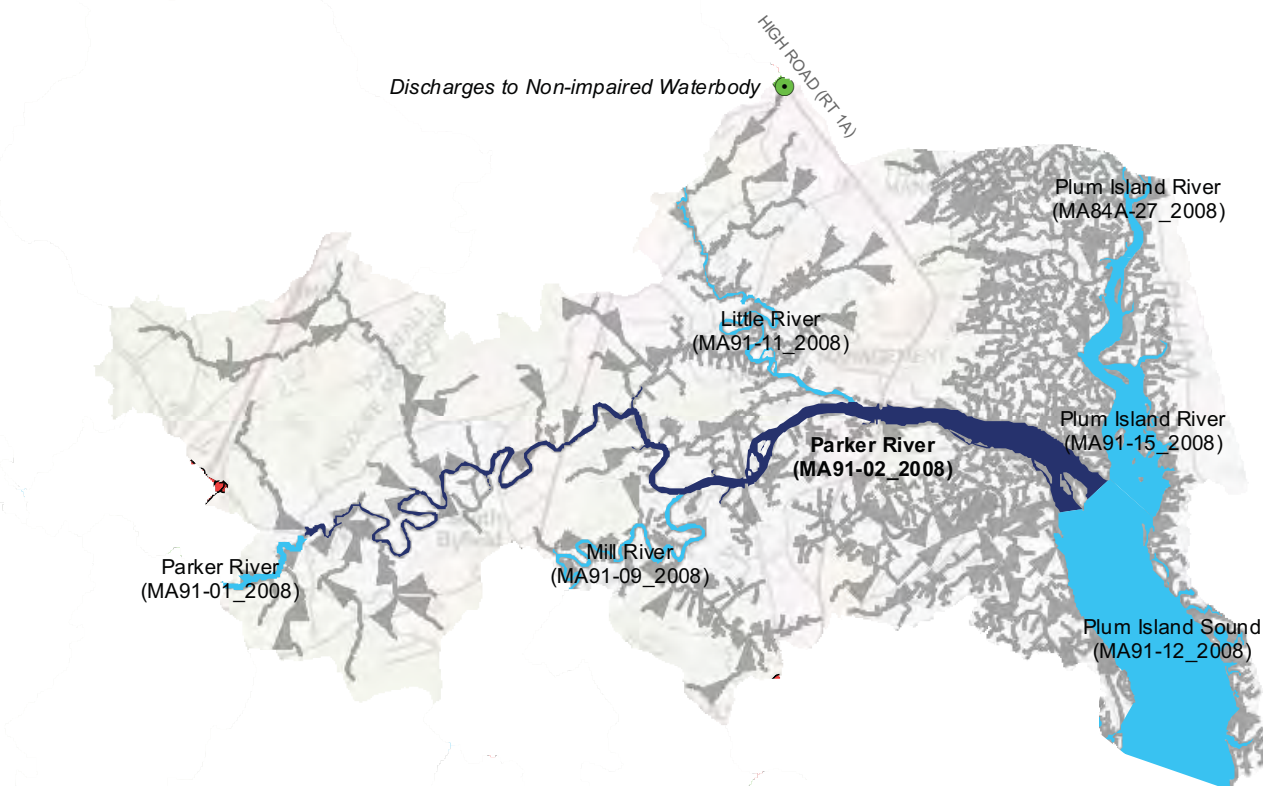 HIGH ROAD (RT 1A)
Discharges to Non-impaired Waterbody
Plum Island River
(MA84A-27_2008)
Little River
(MA91-11_2008)
MANAGEMENT
Plum Island River
(MA91-15_2008)
Parker River
(MA91-02_2008)
Byfield
Parker River
(MA91-01_2008)
Mill River
(MA91-09_2008)
Plum Island Sound
(MA91-12_2008)